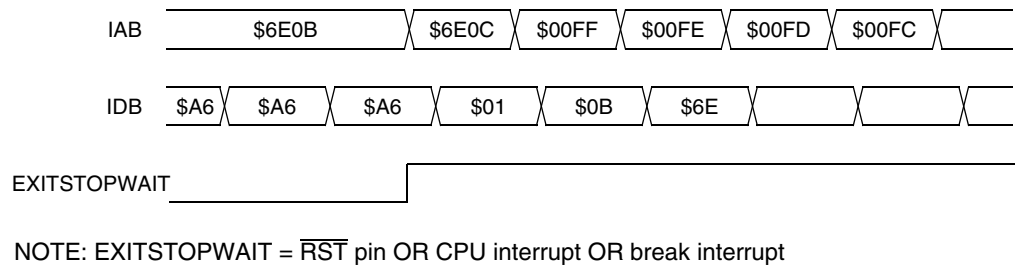 IAB $6E0B $6E0C $00FF $00FE $00FD $00FC
IDB $A6 $A6 $A6 $01 $0B $6E
EXITSTOPWAIT
NOTE: EXITSTOPWAIT = R̅S̅T̅ pin OR CPU interrupt OR break interrupt